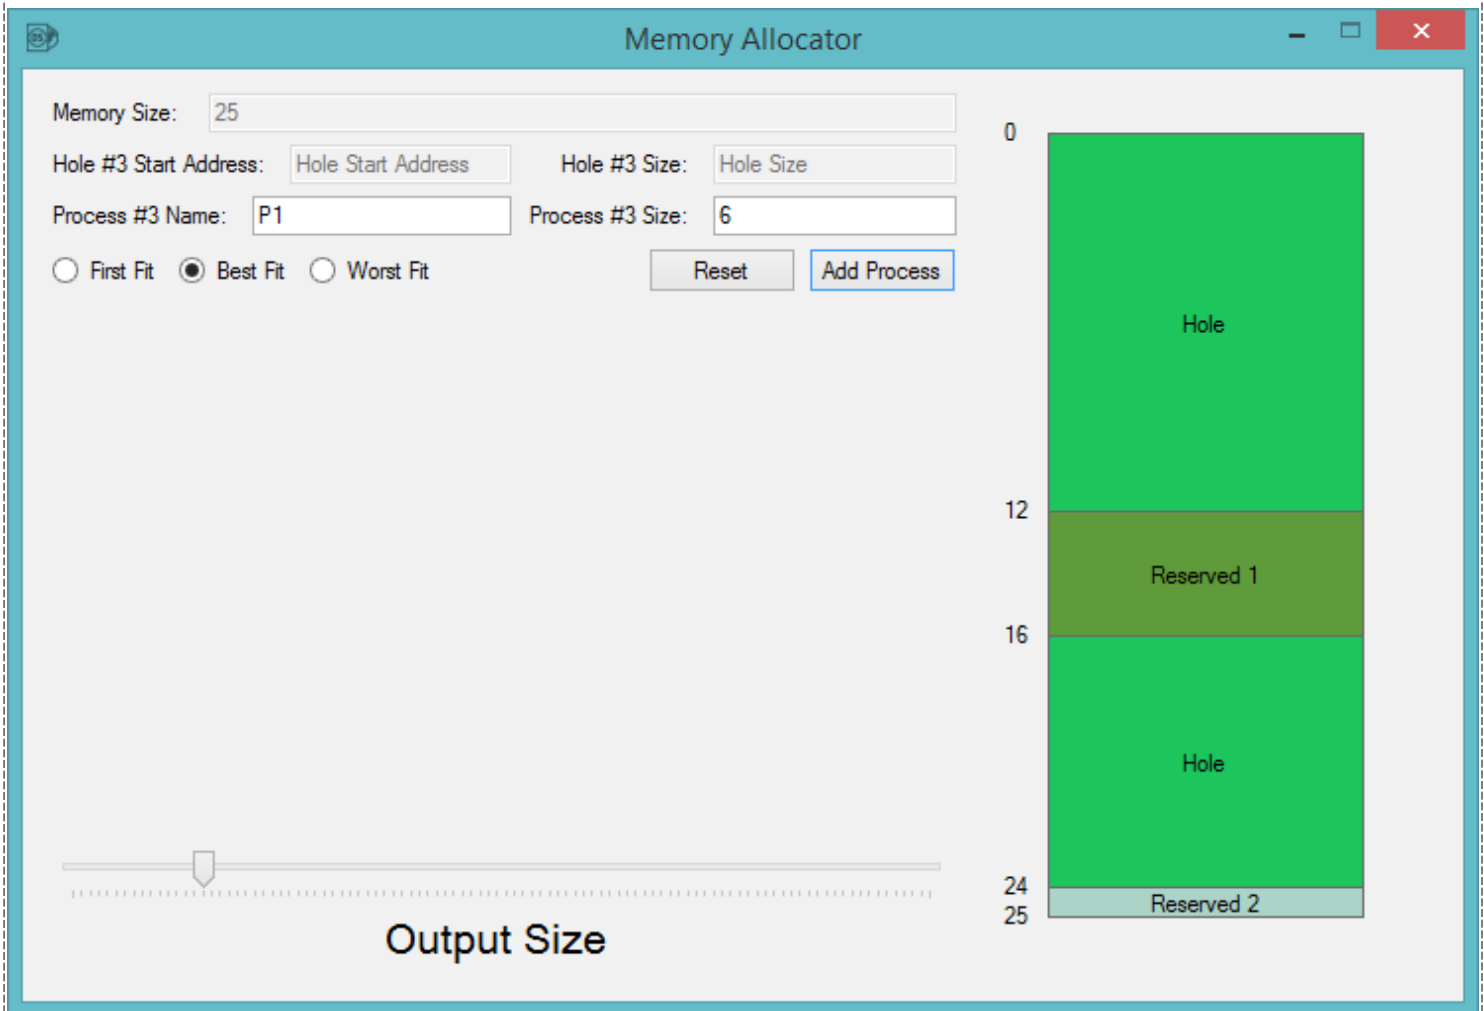 Memory Allocator
Memory Size: 25
Hole #3 Start Address: Hole Start Address Hole #3 Size: Hole Size
Process #3 Name: P1 Process #3 Size: 6
First Fit Best Fit Worst Fit Reset Add Process
0
Hole
12
Reserved 1
16
Hole
24
Reserved 2
25
Output Size